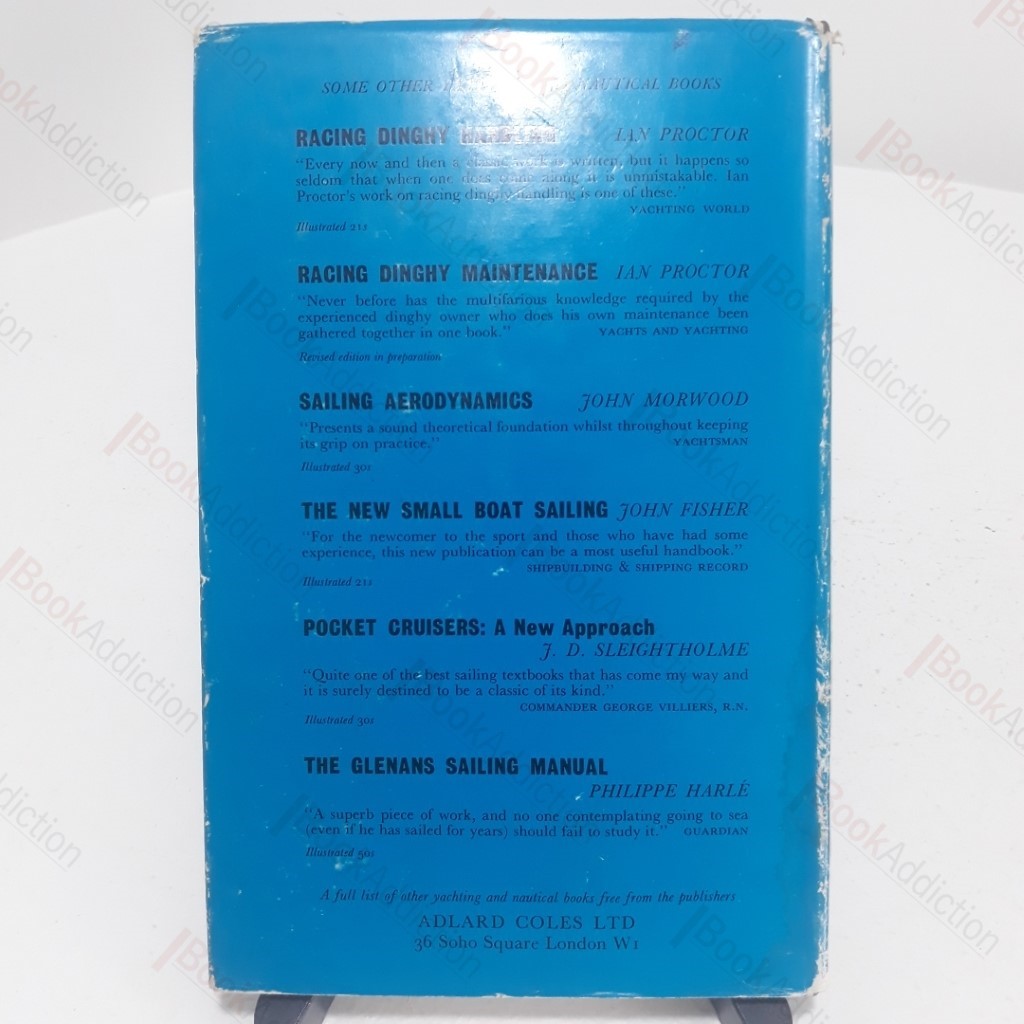 SOME OTHER NAUTICAL BOOKS
RACING DINGHY HANDLING IAN PROCTOR
"Every now and then a classic work is written, but it happens so
seldom that when one does come along it is unmistakable. Ian
Proctor's work on racing dinghy handling is one of these."
YACHTING WORLD
Illustrated 21s
RACING DINGHY MAINTENANCE IAN PROCTOR
"Never before has the multifarious knowledge required by the
experienced dinghy owner who does his own maintenance been
gathered together in one book." YACHTS AND YACHTING
Revised edition in preparation
SAILING AERODYNAMICS JOHN MORWOOD
"Presents a sound theoretical foundation whilst throughout keeping
its grip on practice." YACHTSMAN
Illustrated 30s
THE NEW SMALL BOAT SAILING JOHN FISHER
"For the newcomer to the sport and those who have had some
experience, this new publication can be a most useful handbook."
SHIPBUILDING & SHIPPING RECORD
Illustrated 21s
POCKET CRUISERS: A New Approach
J. D. SLEIGHTHOLME
"Quite one of the best sailing textbooks that has come my way and
it is surely destined to be a classic of its kind."
COMMANDER GEORGE VILLIERS, R.N.
Illustrated 30s
THE GLENANS SAILING MANUAL
PHILIPPE HARLÉ
"A superb piece of work, and no one contemplating going to sea
(even if he has sailed for years) should fail to study it." GUARDIAN
Illustrated 50s
A full list of other yachting and nautical books free from the publishers
ADLARD COLES LTD
36 Soho Square London W1
BookAddiction